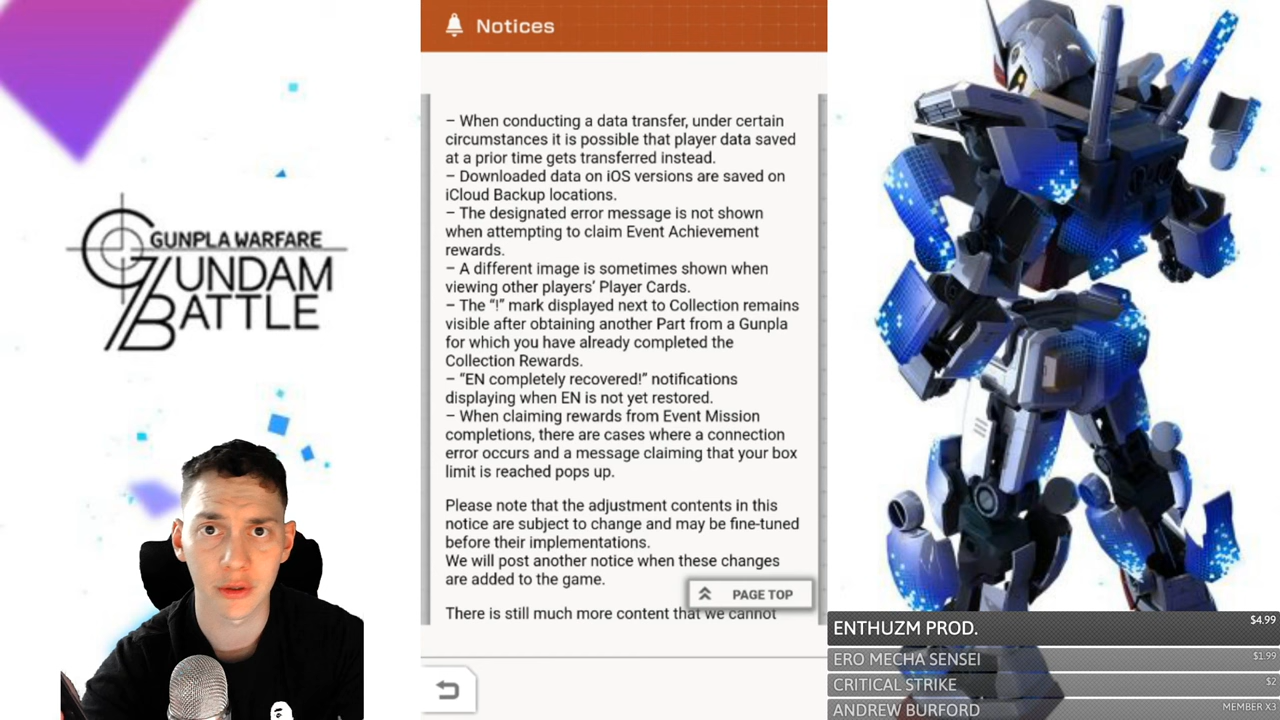 Notices
– When conducting a data transfer, under certain
circumstances it is possible that player data saved
at a prior time gets transferred instead.
– Downloaded data on iOS versions are saved on
iCloud Backup locations.
– The designated error message is not shown
when attempting to claim Event Achievement
rewards.
– A different image is sometimes shown when
viewing other players’ Player Cards.
– The “!” mark displayed next to Collection remains
visible after obtaining another Part from a Gunpla
for which you have already completed the
Collection Rewards.
– “EN completely recovered!” notifications
displaying when EN is not yet restored.
– When claiming rewards from Event Mission
completions, there are cases where a connection
error occurs and a message claiming that your box
limit is reached pops up.
Please note that the adjustment contents in this
notice are subject to change and may be fine-tuned
before their implementations.
We will post another notice when these changes
are added to the game.
PAGE TOP
There is still much more content that we cannot
GUNPLA WARFARE
GUNDAM
BATTLE
ENTHUZM PROD. $4.99
ERO MECHA SENSEI $1.99
CRITICAL STRIKE $2
ANDREW BURFORD MEMBER X3